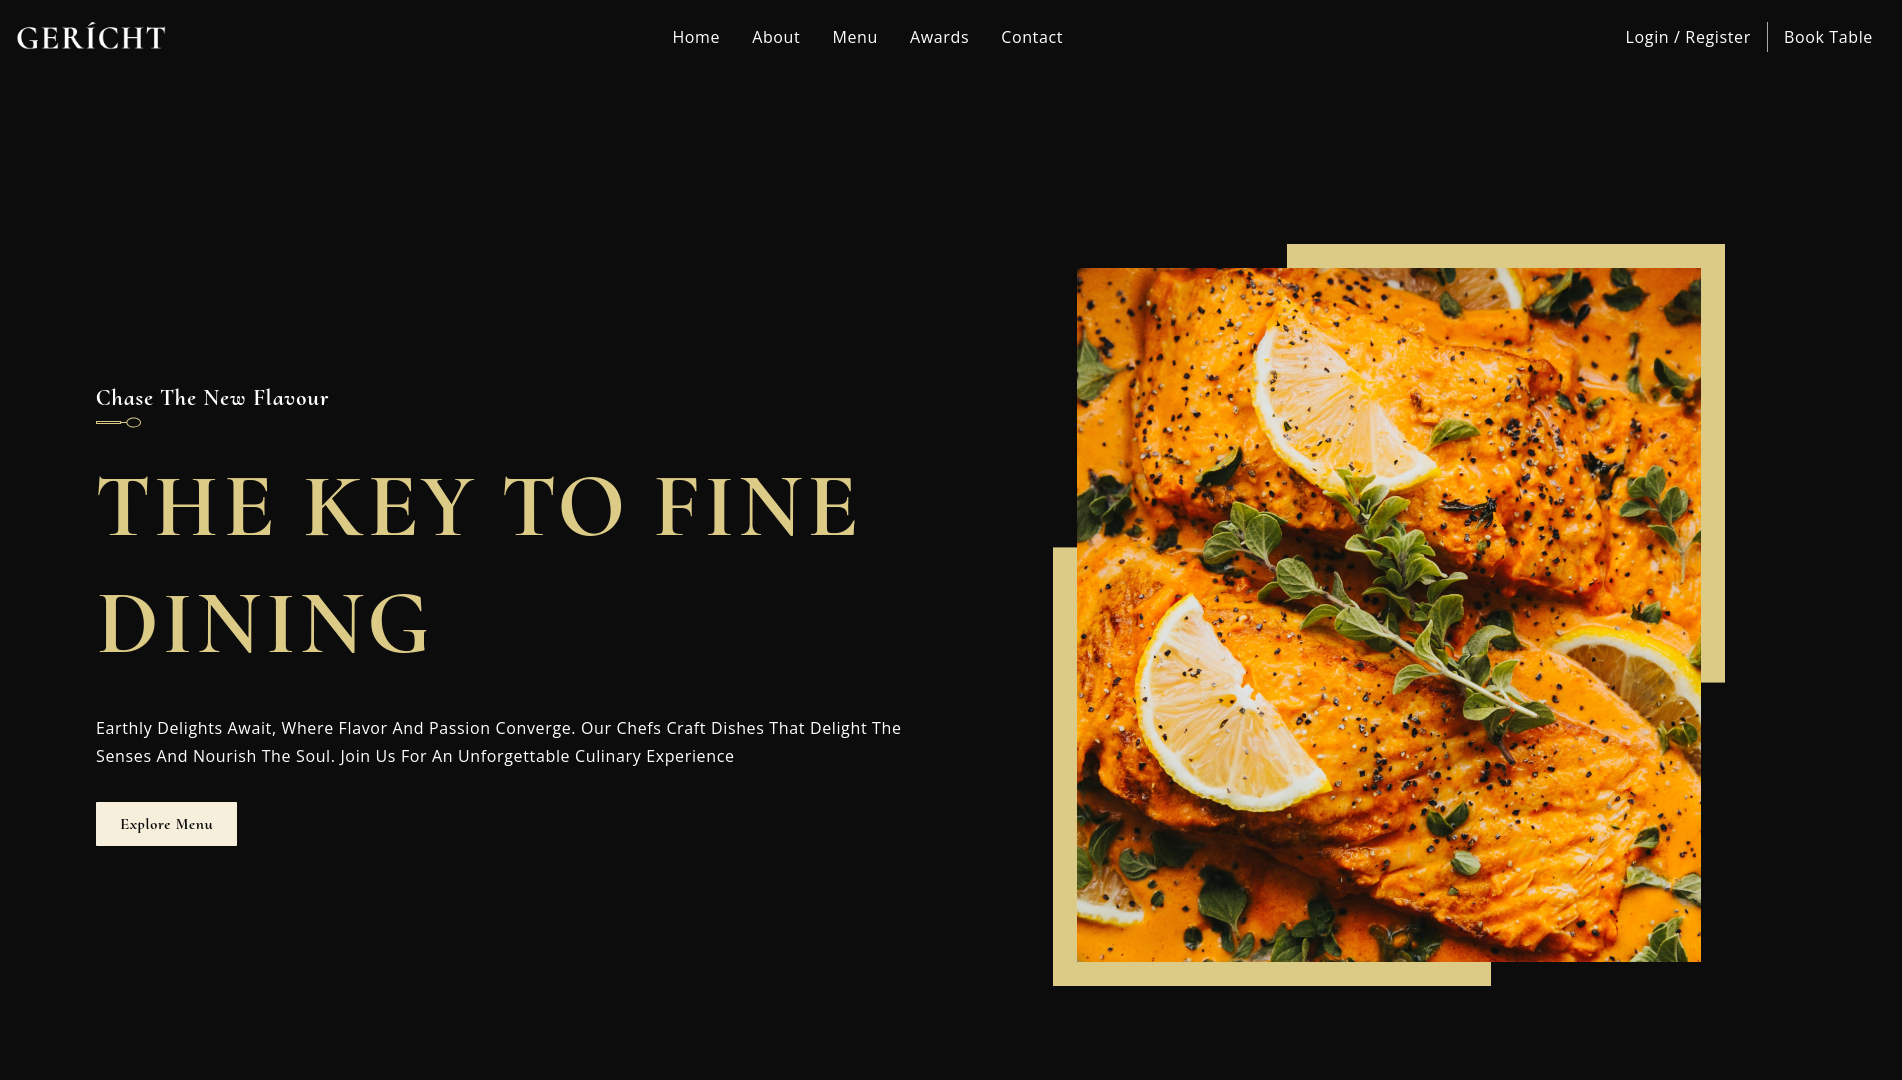 GERÍCHT
Home
About
Menu
Awards
Contact
Login / Register
Book Table
Chase The New Flavour
THE KEY TO FINE
DINING
Earthly Delights Await, Where Flavor And Passion Converge. Our Chefs Craft Dishes That Delight The
Senses And Nourish The Soul. Join Us For An Unforgettable Culinary Experience
Explore Menu